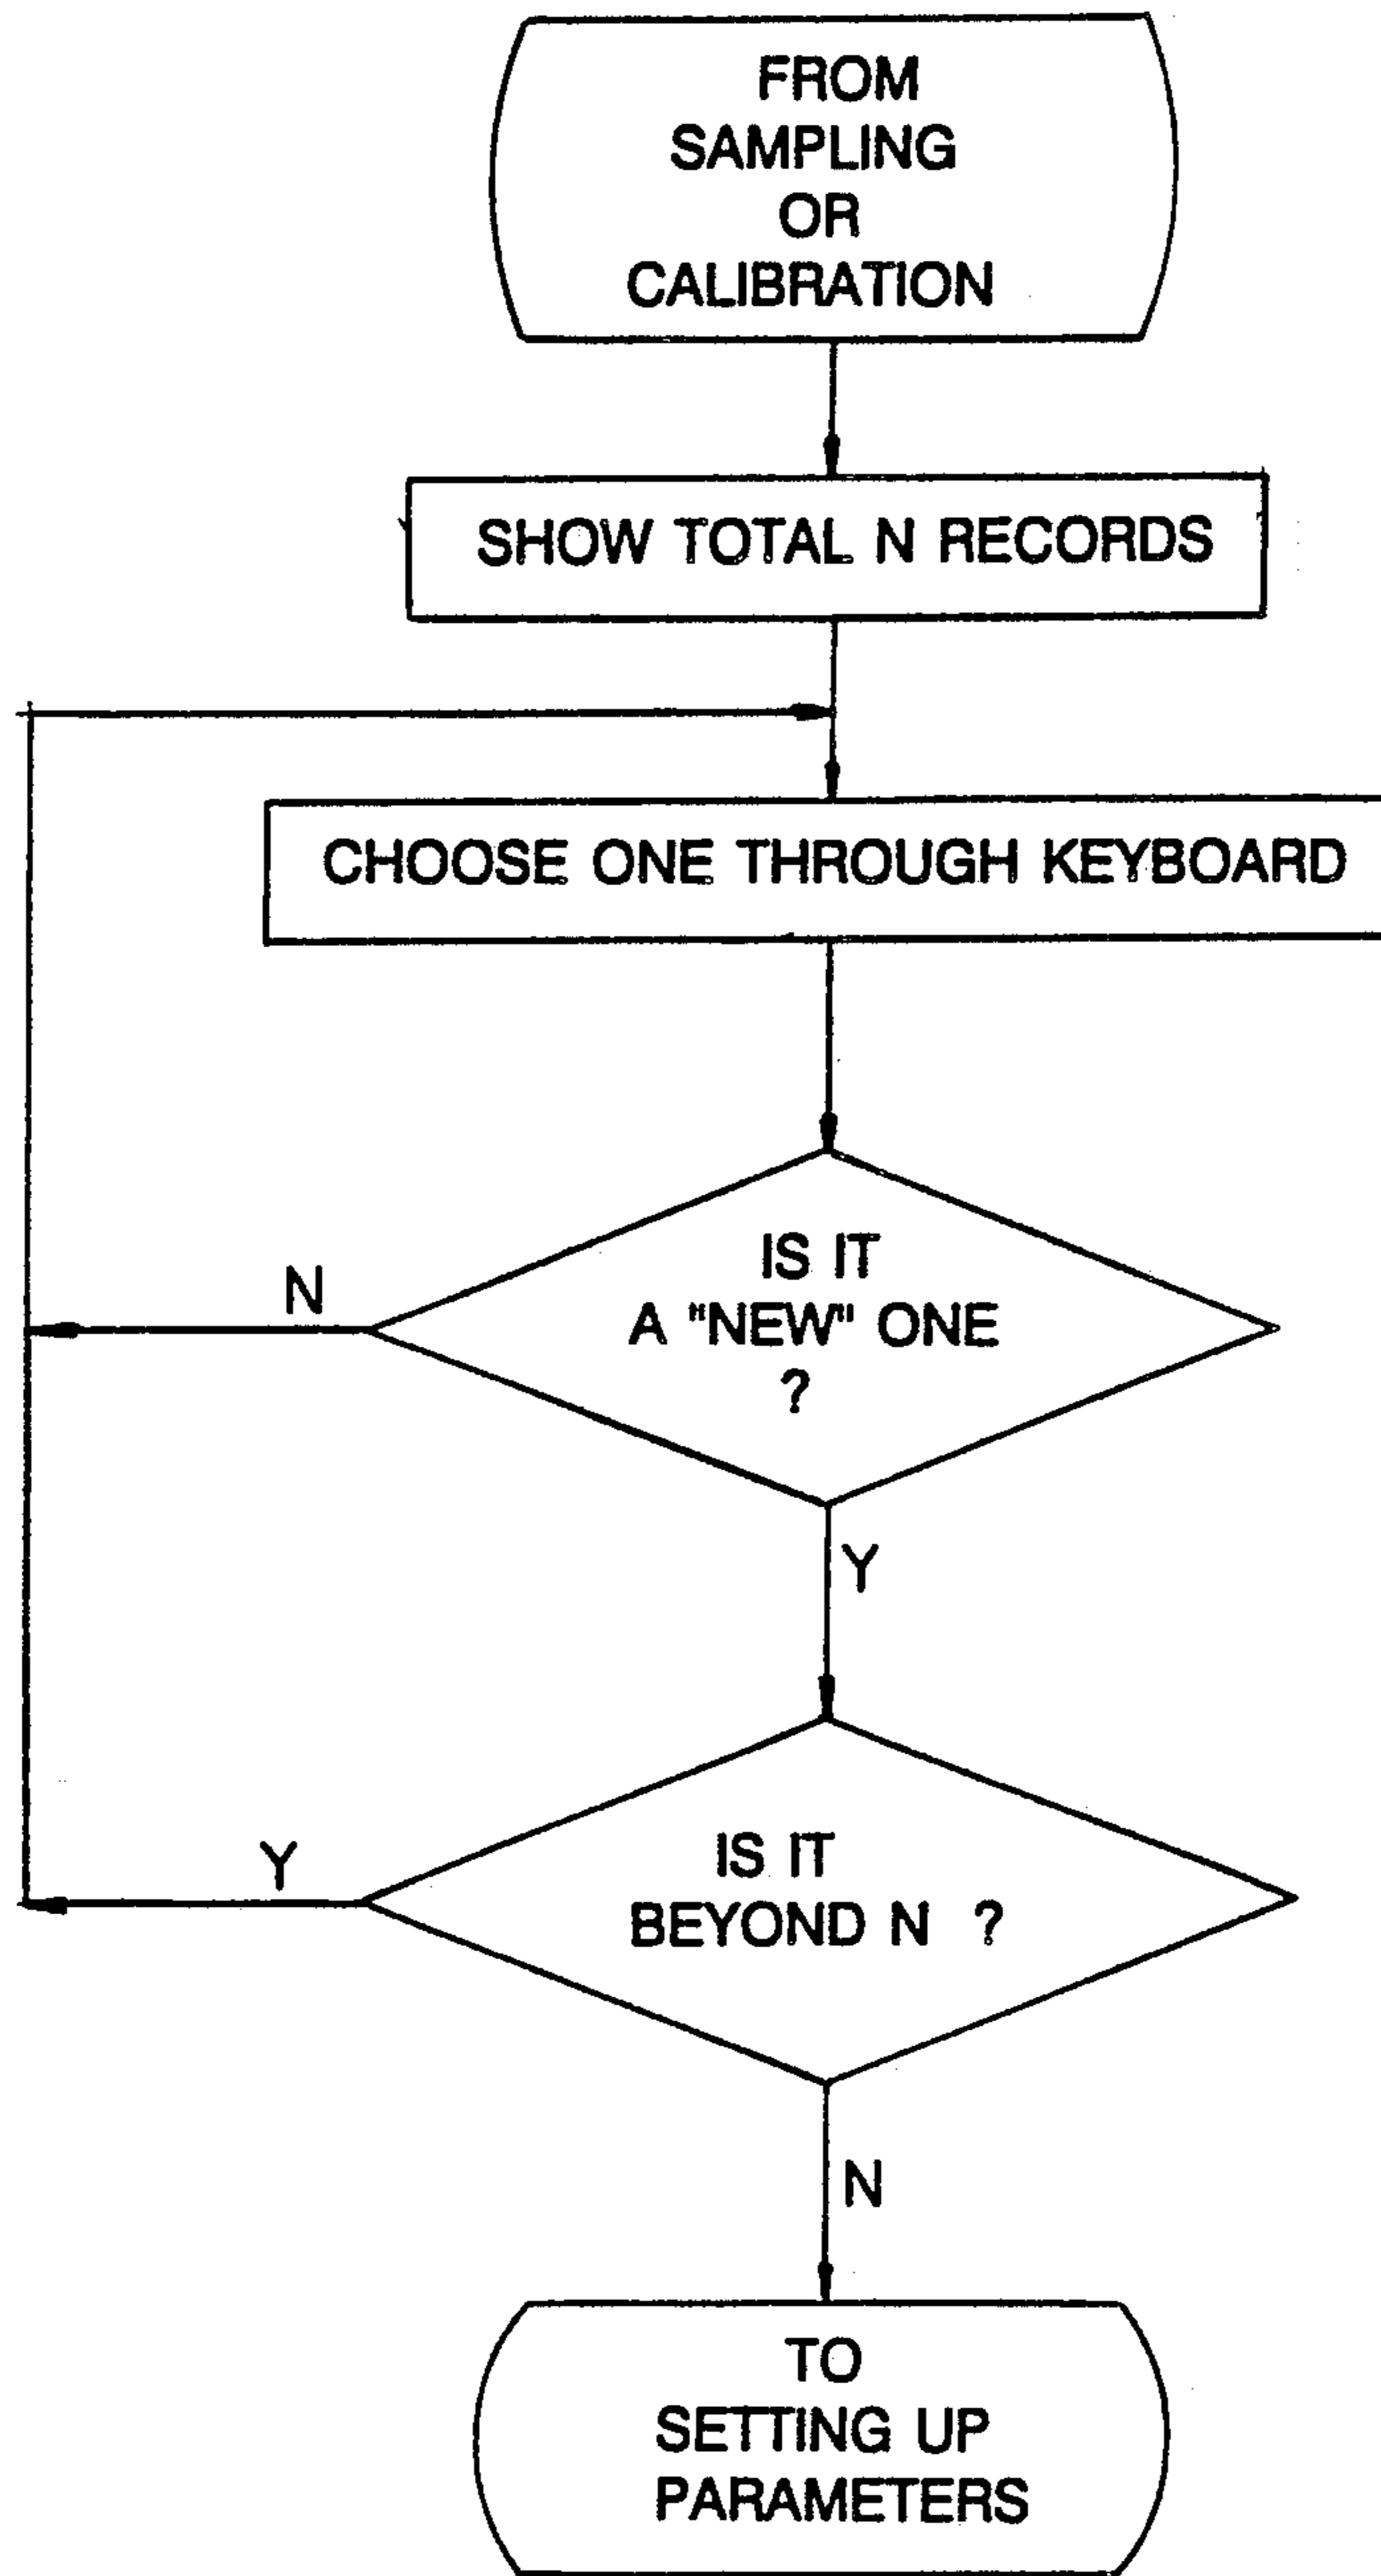 FROM
SAMPLING
OR
CALIBRATION
SHOW TOTAL N RECORDS
CHOOSE ONE THROUGH KEYBOARD
IS IT
A "NEW" ONE
?
N
Y
IS IT
BEYOND N ?
Y
N
TO
SETTING UP
PARAMETERS